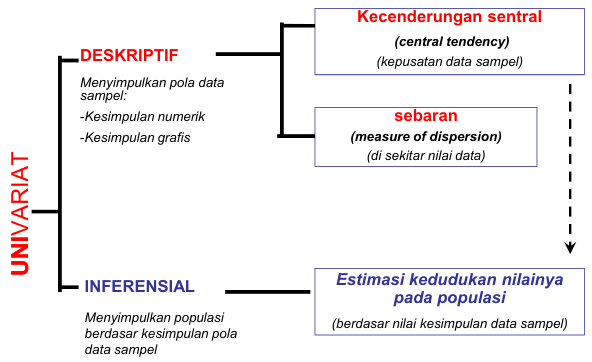 UNIVARIAT
DESKRIPTIF
Menyimpulkan pola data
sampel:
-Kesimpulan numerik
-Kesimpulan grafis
Kecenderungan sentral
(central tendency)
(kepusatan data sampel)
sebaran
(measure of dispersion)
(di sekitar nilai data)
INFERENSIAL
Menyimpulkan populasi
berdasar kesimpulan pola
data sampel
Estimasi kedudukan nilainya
pada populasi
(berdasar nilai kesimpulan data sampel)